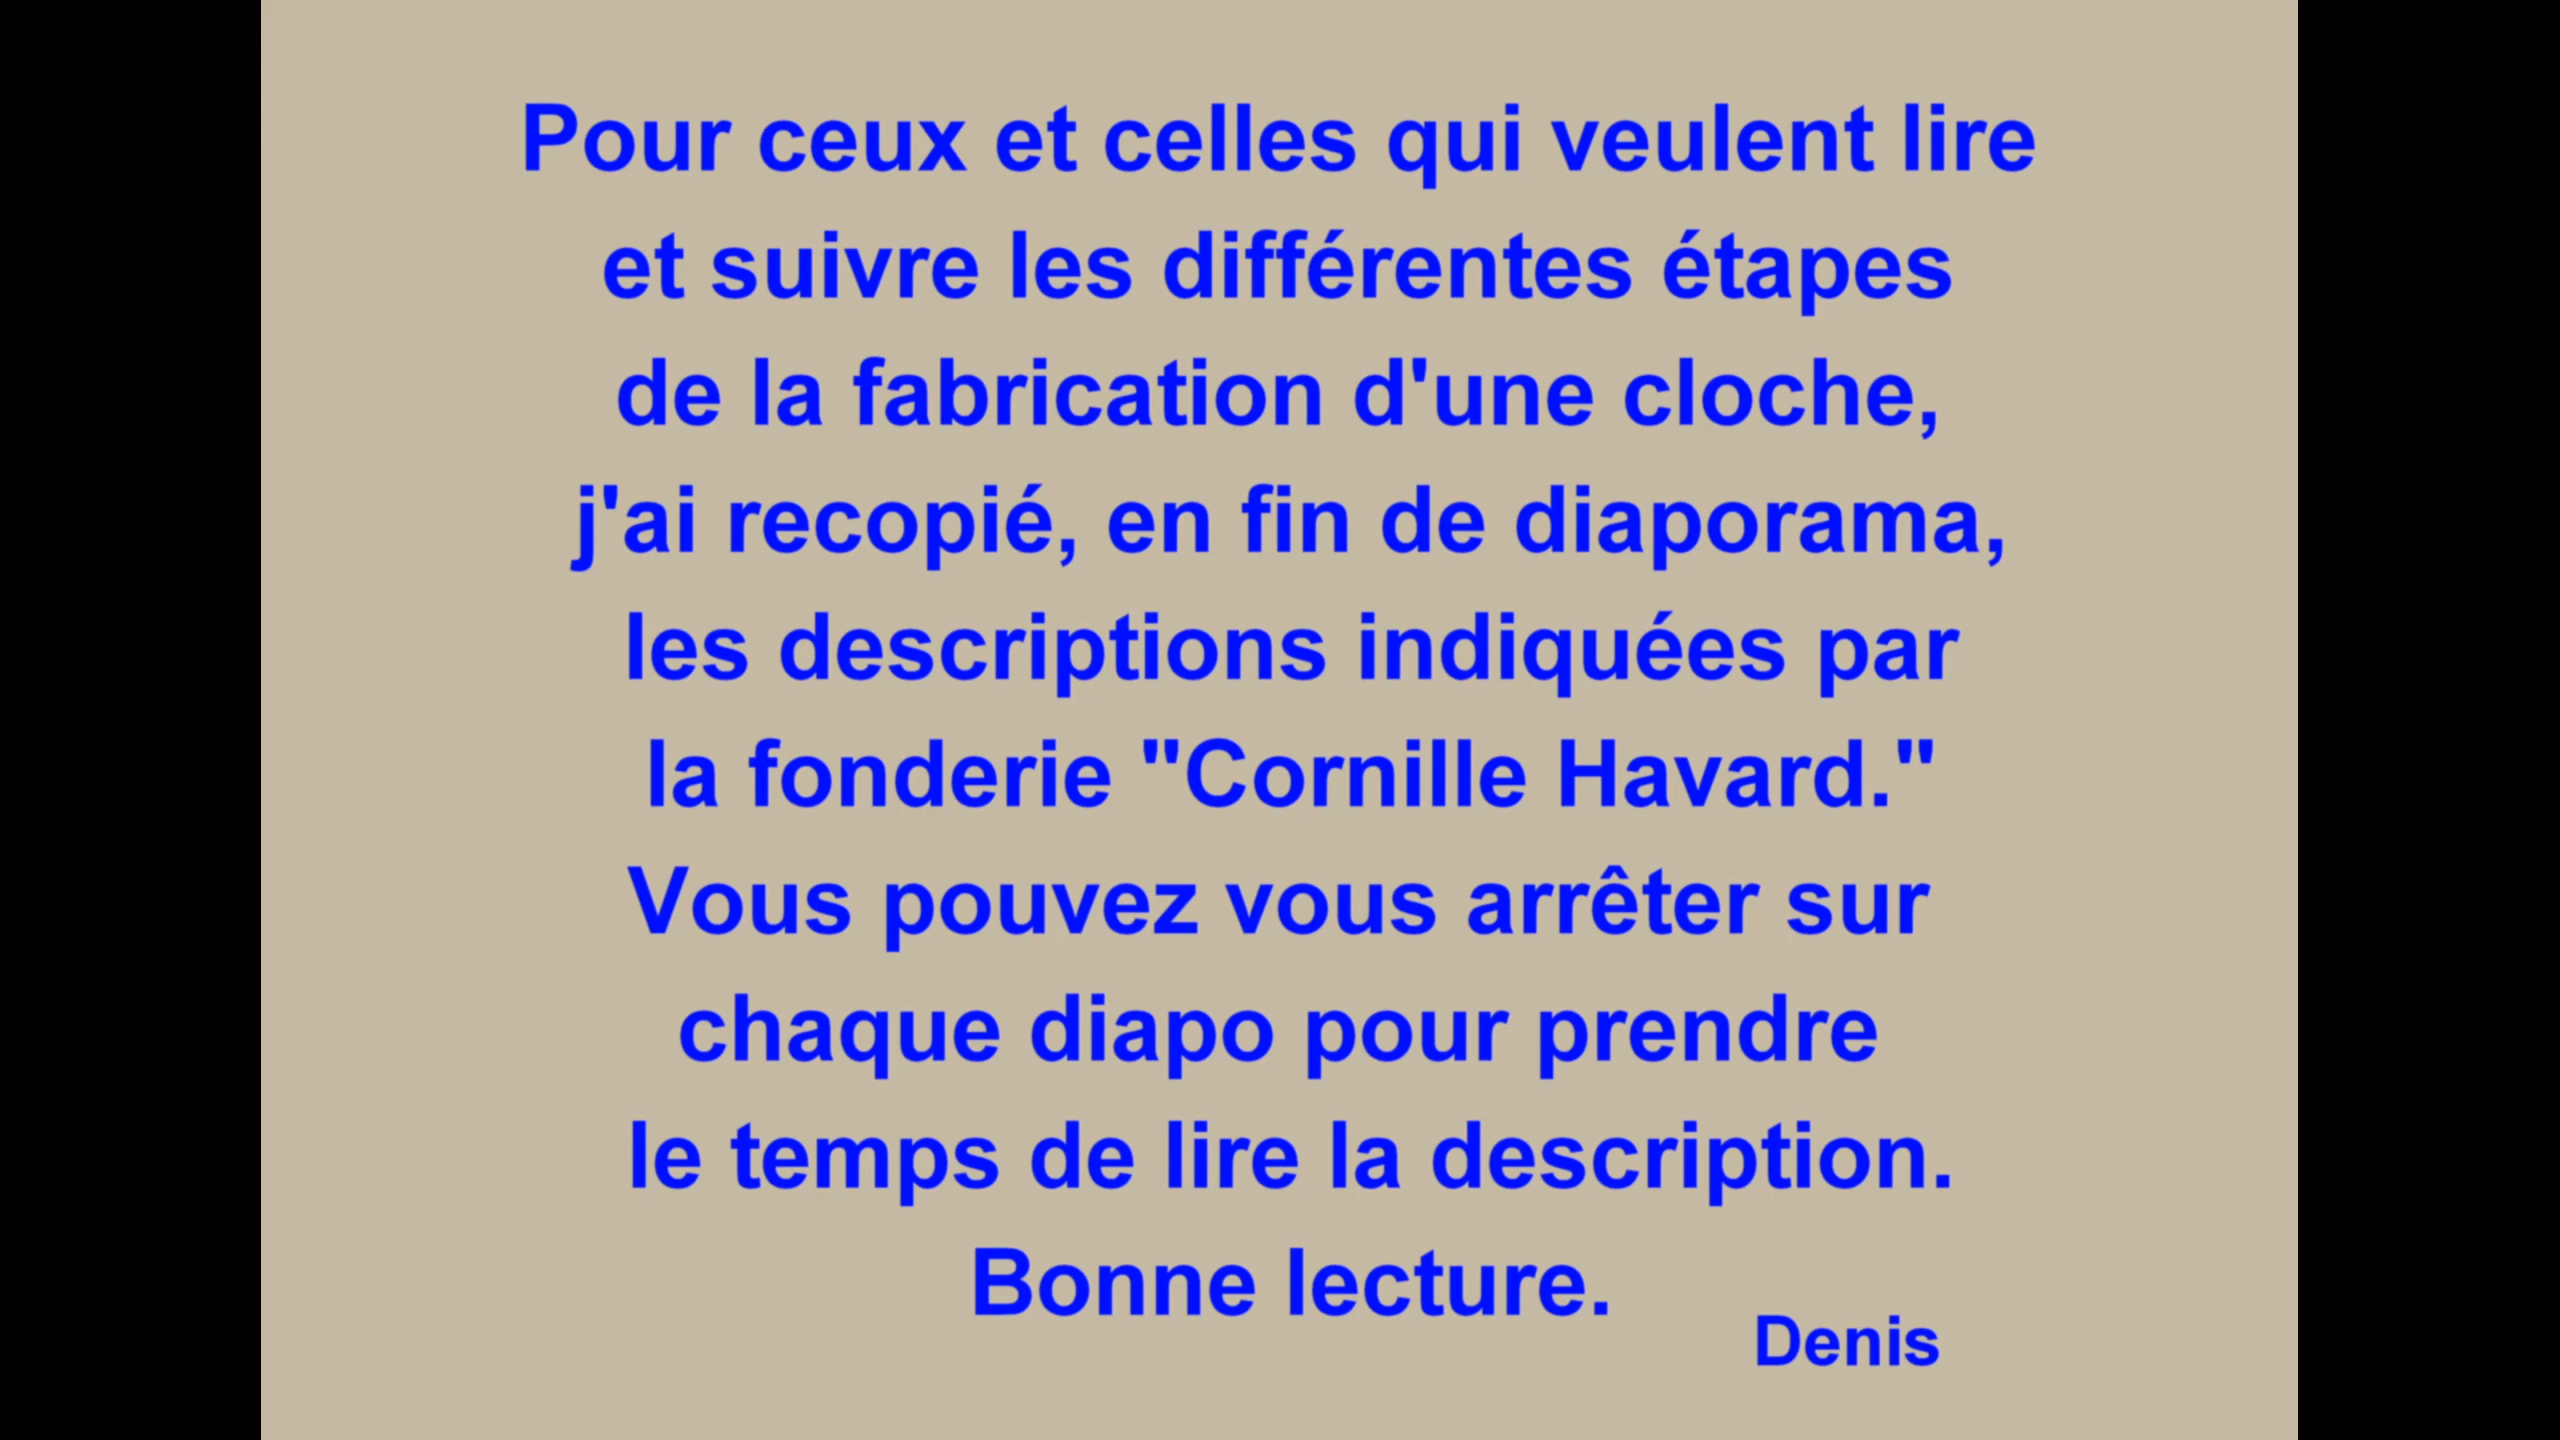 Pour ceux et celles qui veulent lire
et suivre les différentes étapes
de la fabrication d'une cloche,
j'ai recopié, en fin de diaporama,
les descriptions indiquées par
la fonderie "Cornille Havard."
Vous pouvez vous arrêter sur
chaque diapo pour prendre
le temps de lire la description.
Bonne lecture.
Denis